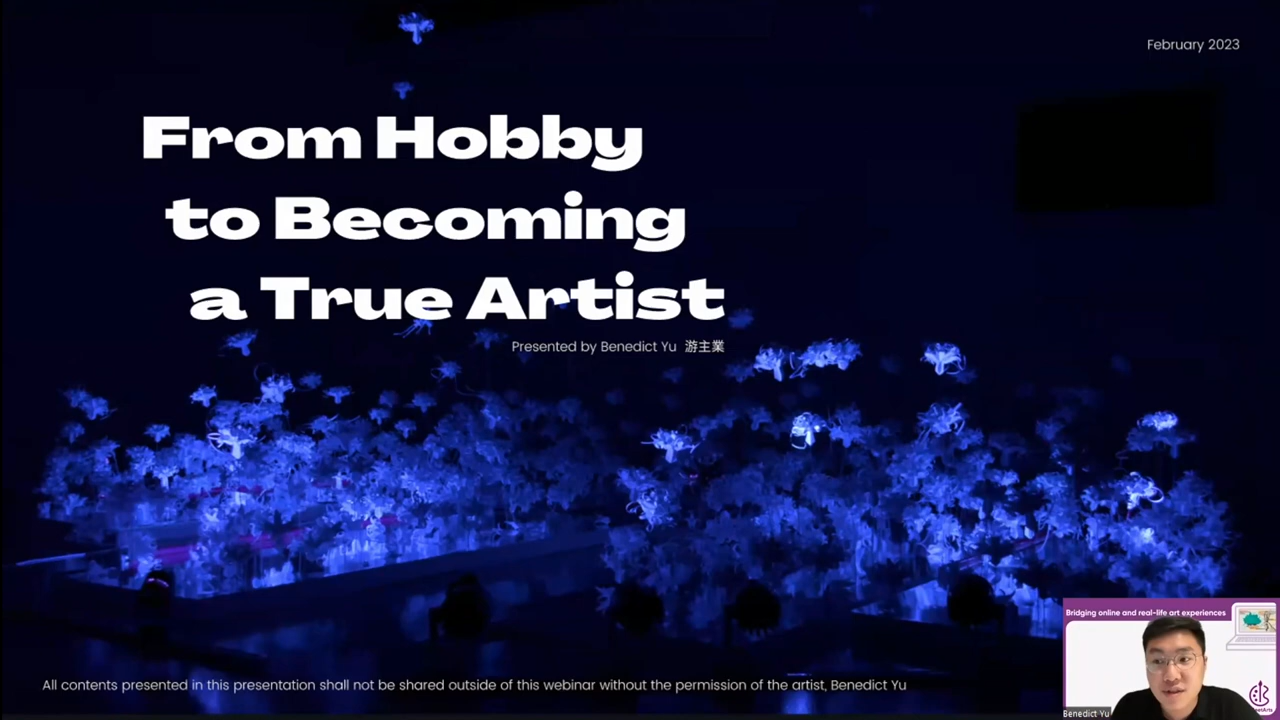 February 2023
From Hobby
to Becoming
a True Artist
Presented by Benedict Yu 游主業
All contents presented in this presentation shall not be shared outside of this webinar without the permission of the artist, Benedict Yu
Bridging online and real-life art experiences
Benedict Yu